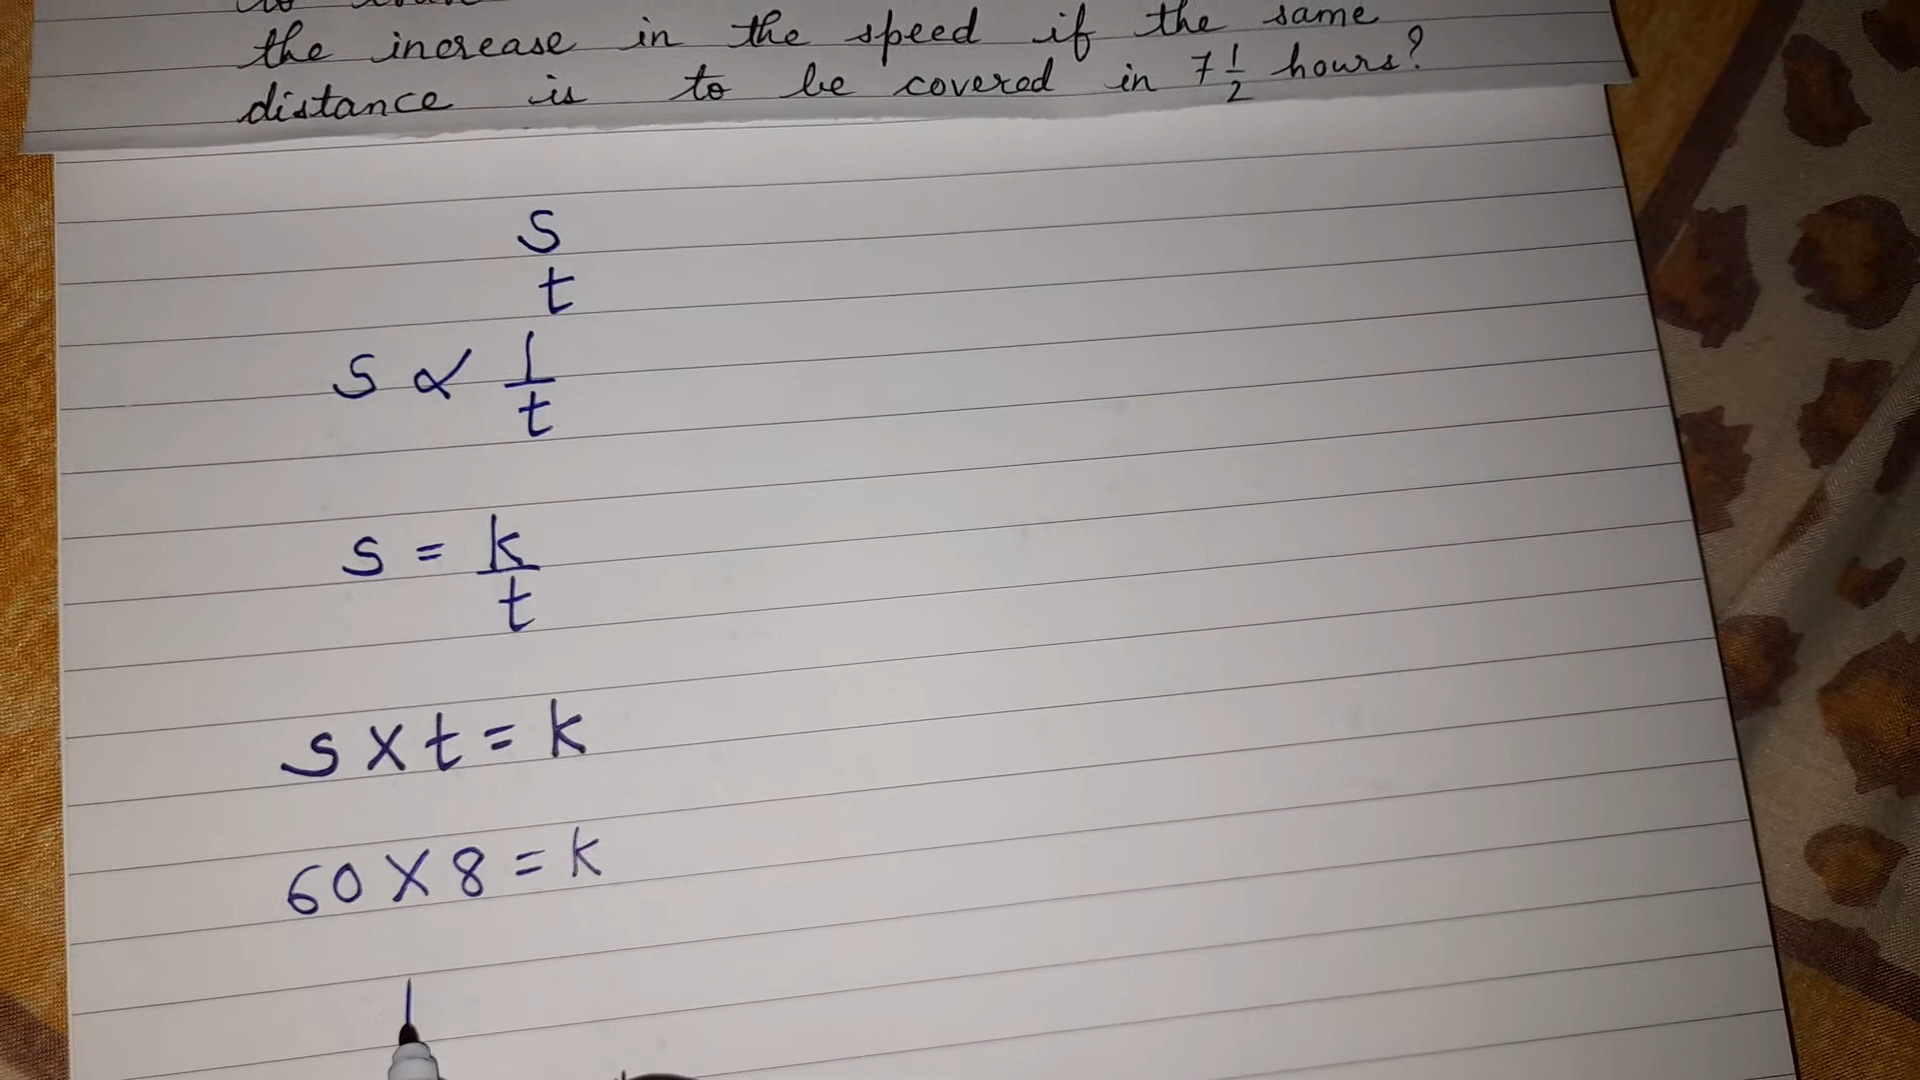 the increase in the speed if the same
distance is to be covered in 7 1/2 hours?
S
t
S ∝ 1/t
S = k/t
S × t = k
60 × 8 = k